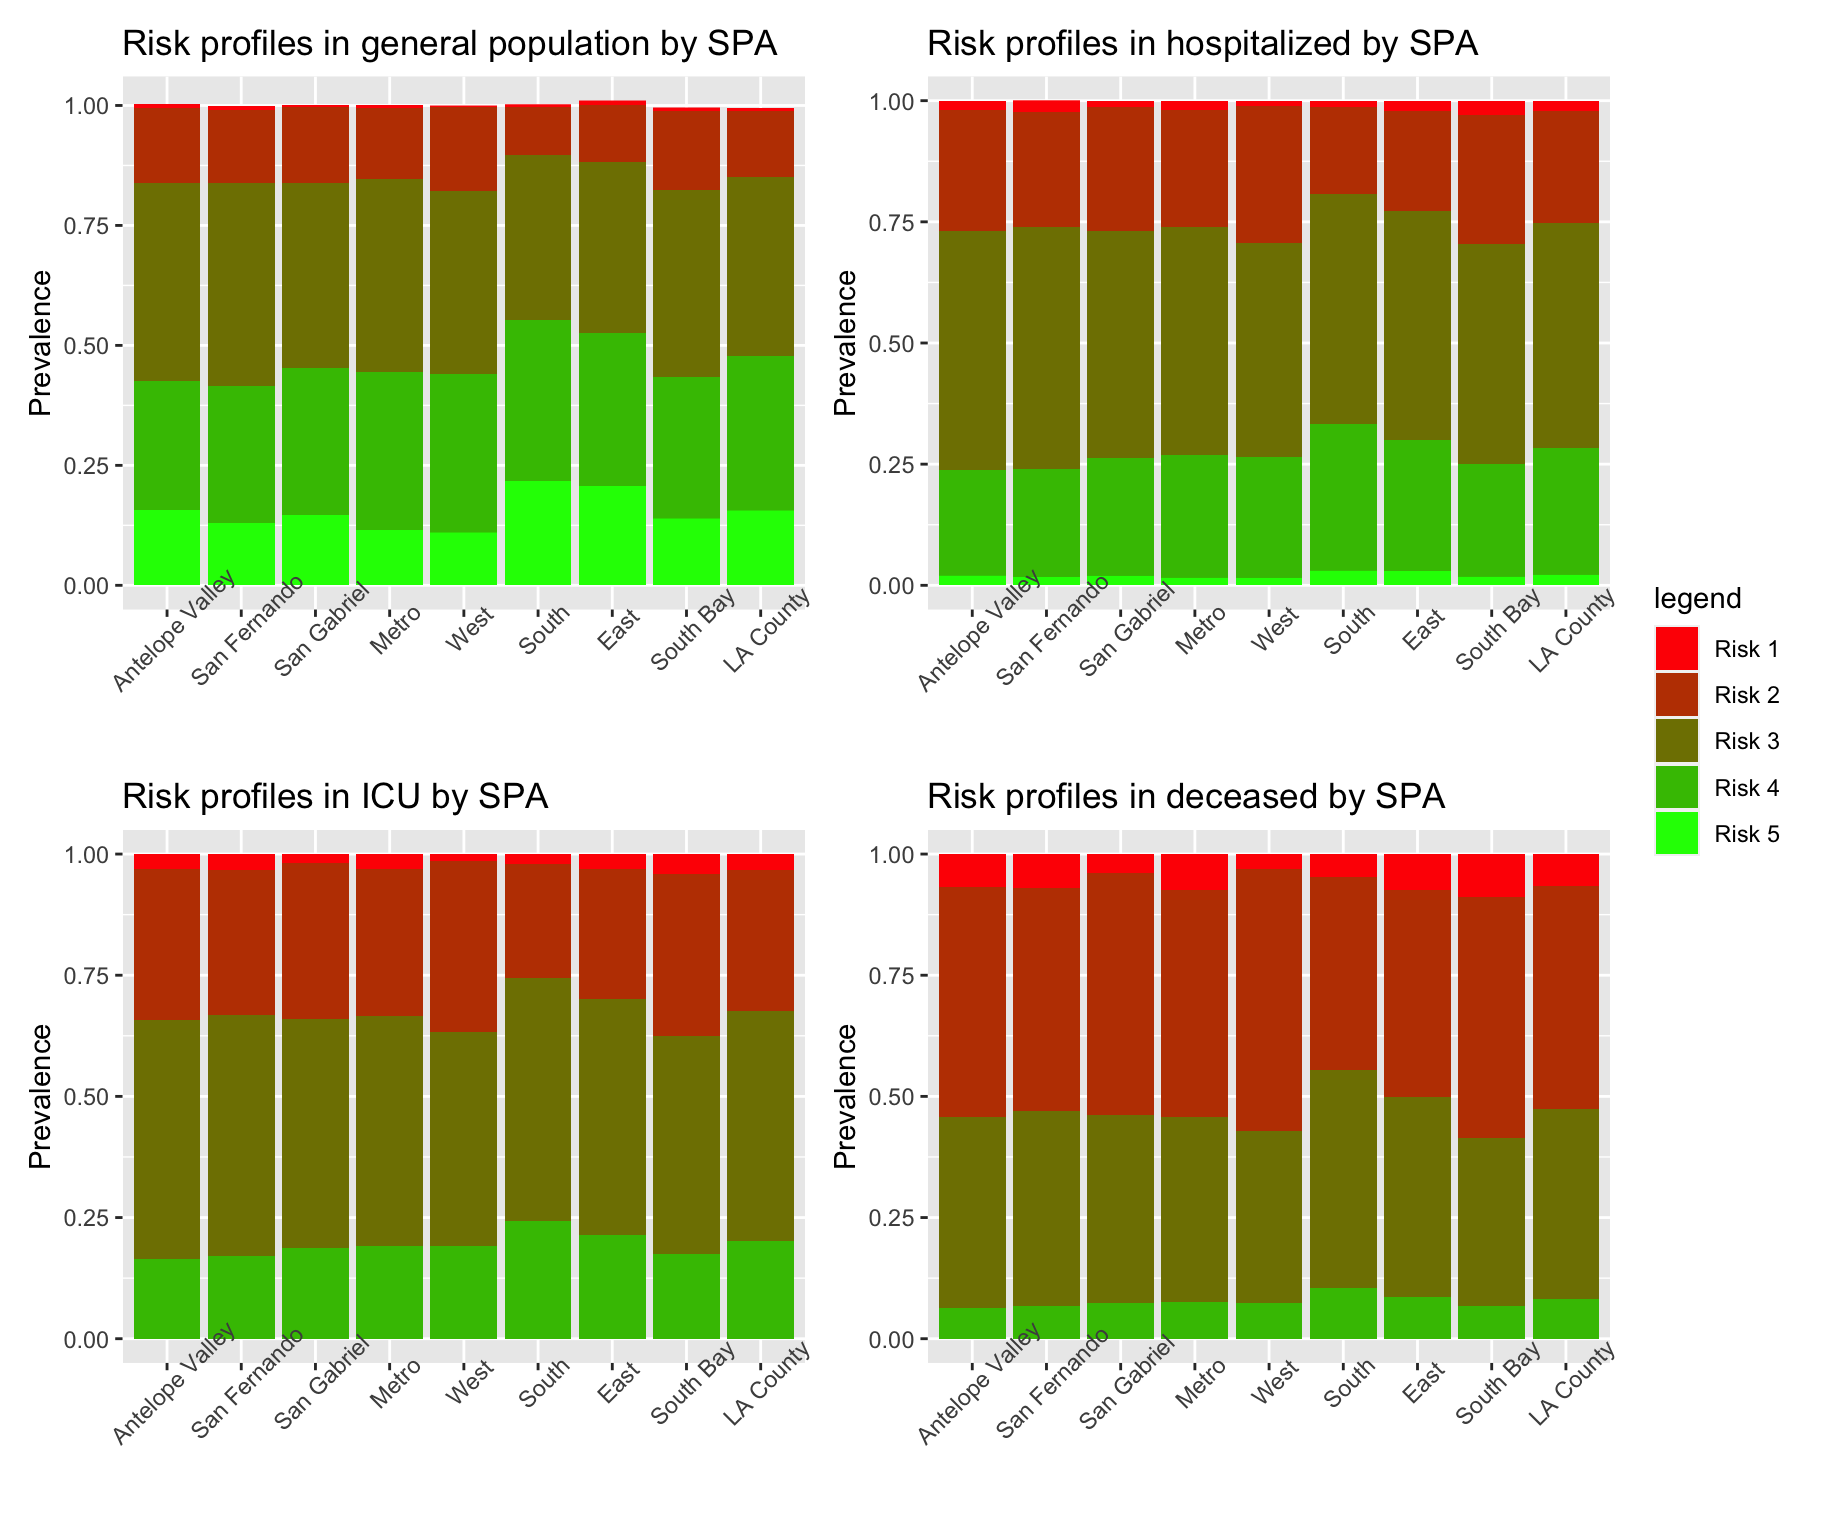 Risk profiles in general population by SPA
Prevalence
1.00
0.75
0.50
0.25
0.00
Antelope Valley
San Fernando
San Gabriel
Metro
West
South
East
South Bay
LA County
Risk profiles in hospitalized by SPA
Prevalence
1.00
0.75
0.50
0.25
0.00
Antelope Valley
San Fernando
San Gabriel
Metro
West
South
East
South Bay
LA County
legend
Risk 1
Risk 2
Risk 3
Risk 4
Risk 5
Risk profiles in ICU by SPA
Prevalence
1.00
0.75
0.50
0.25
0.00
Antelope Valley
San Fernando
San Gabriel
Metro
West
South
East
South Bay
LA County
Risk profiles in deceased by SPA
Prevalence
1.00
0.75
0.50
0.25
0.00
Antelope Valley
San Fernando
San Gabriel
Metro
West
South
East
South Bay
LA County